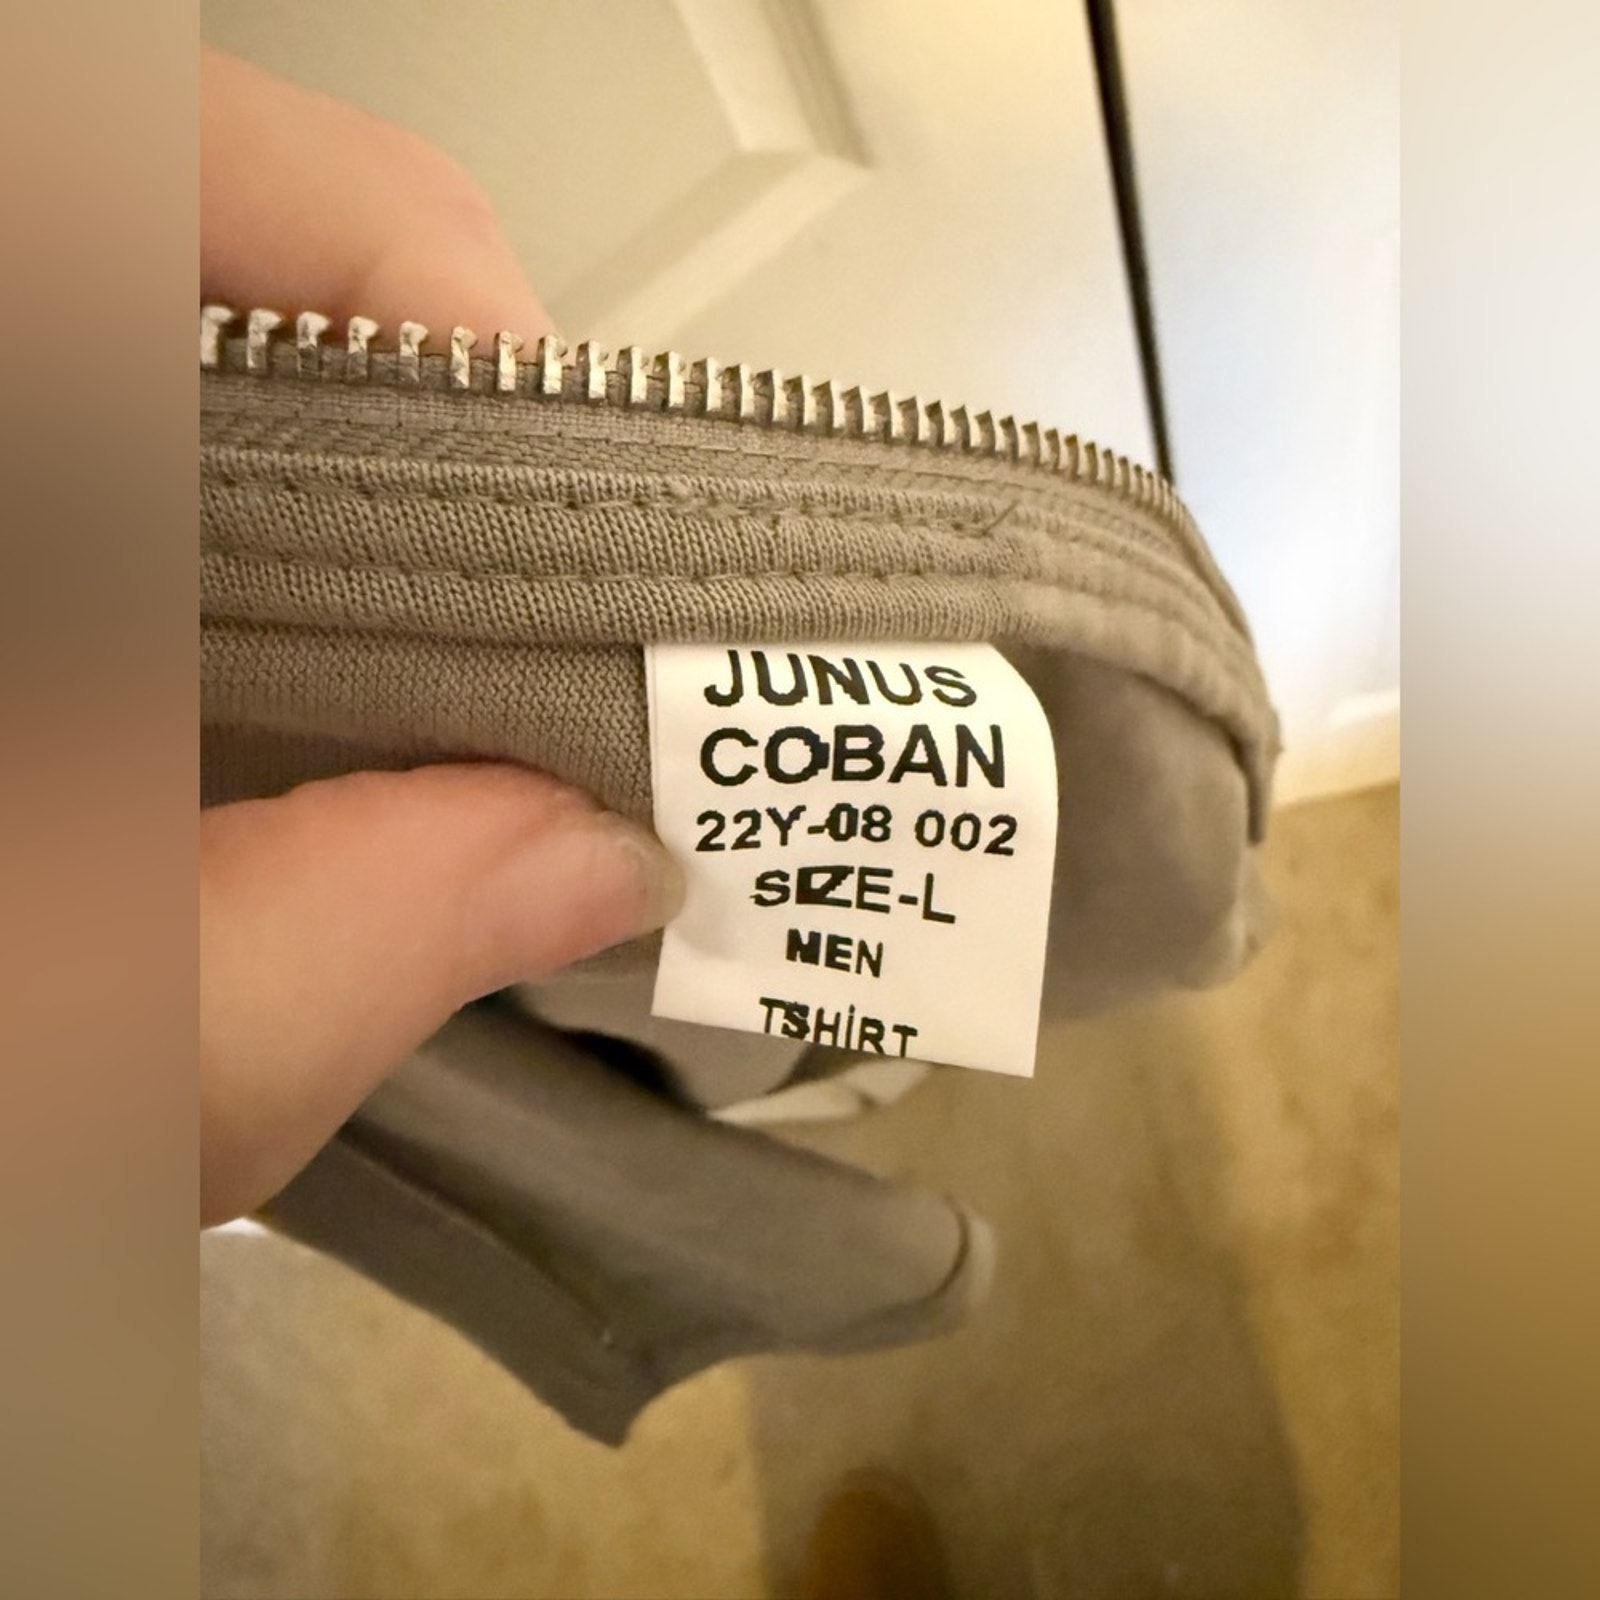 JUNUS
COBAN
22Y-08 002
SIZE-L
MEN
TSHİRT